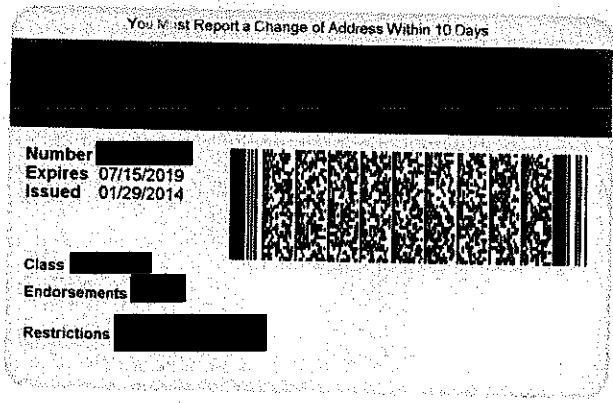 You Must Report a Change of Address Within 10 Days
Number
Expires 07/15/2019
Issued 01/29/2014
Class
Endorsements
Restrictions